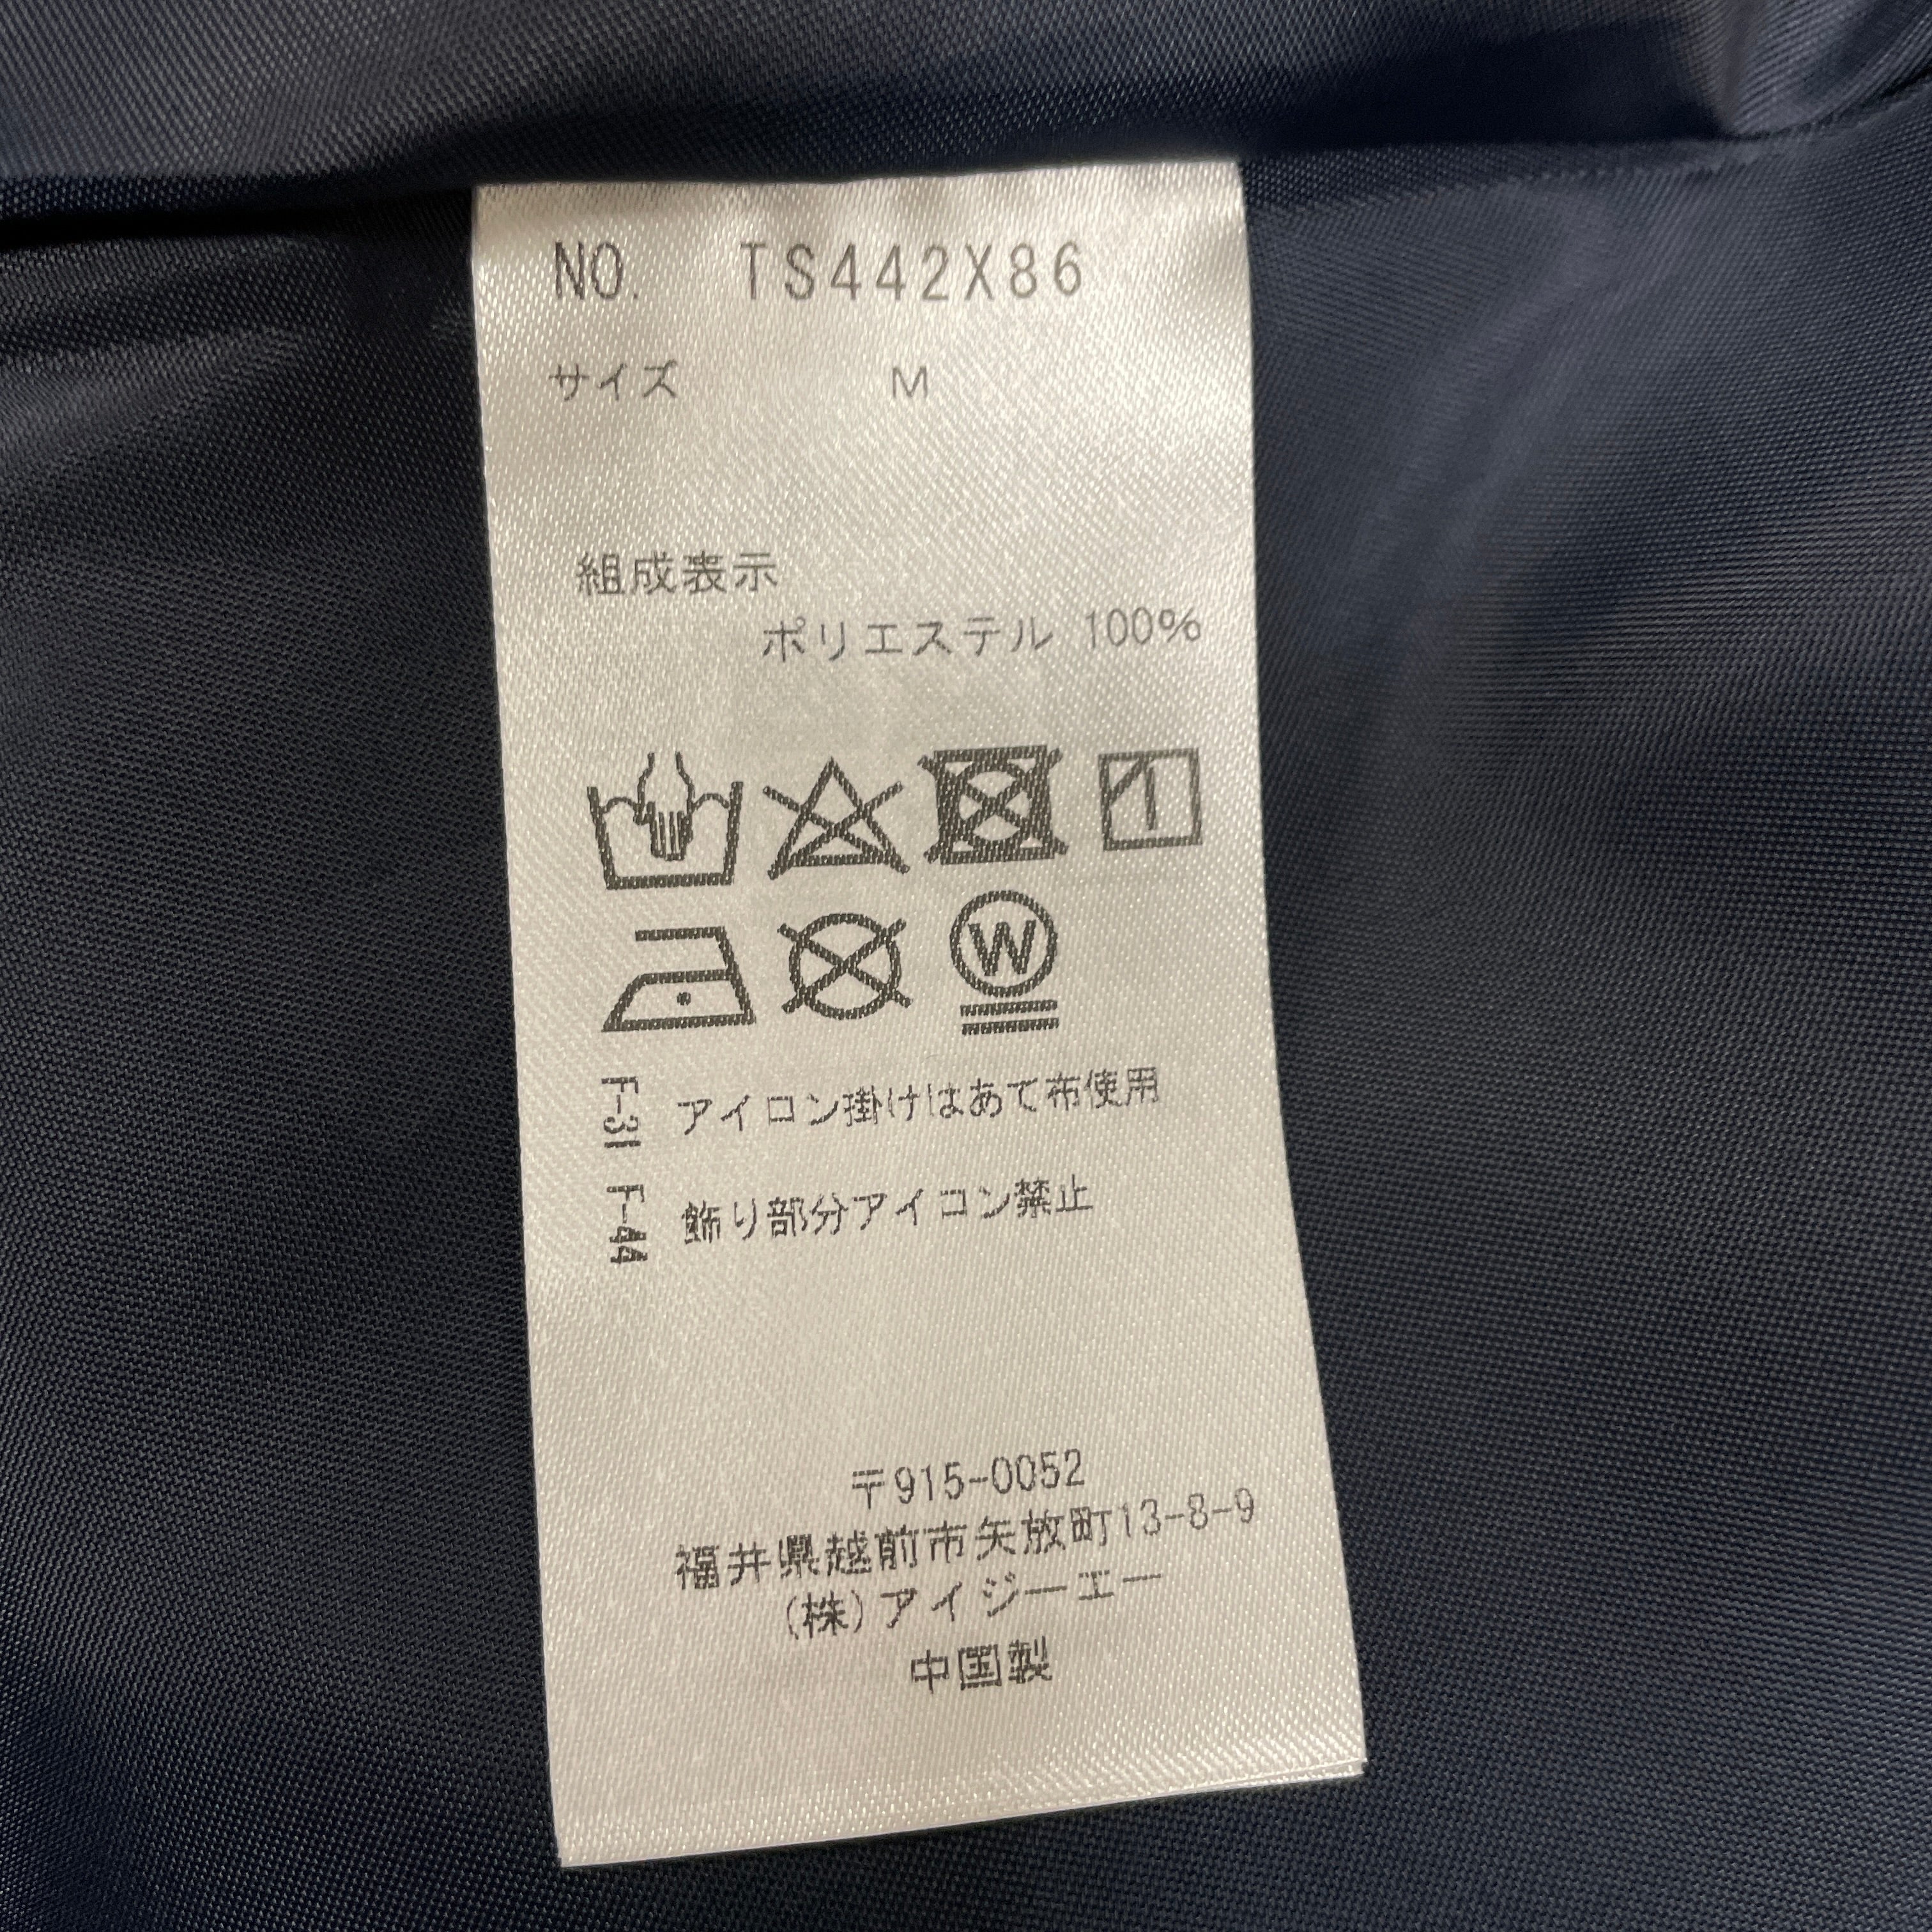 NO. TS442X86
サイズ M
組成表示
ポリエステル 100%
W
F-31 アイロン掛けはあて布使用
F-44 飾り部分アイコン禁止
〒915-0052
福井県越前市矢放町13-8-9
(株)アイジーエー
中国製